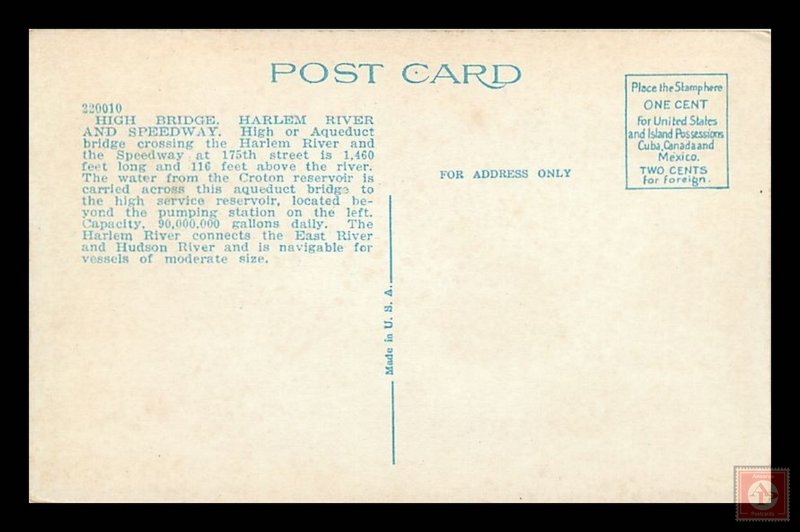 POST CARD
220010
HIGH BRIDGE, HARLEM RIVER
AND SPEEDWAY. High or Aqueduct
bridge crossing the Harlem River and
the Speedway at 175th street is 1,460
feet long and 116 feet above the river.
The water from the Croton reservoir is
carried across this aqueduct bridge to
the high service reservoir, located be-
yond the pumping station on the left.
Capacity, 90,000,000 gallons daily. The
Harlem River connects the East River
and Hudson River and is navigable for
vessels of moderate size.
Made in U. S. A.
FOR ADDRESS ONLY
Place the Stamp here
ONE CENT
for United States
and Island Possessions
Cuba, Canada and
Mexico.
TWO CENTS
for foreign.
Postcards